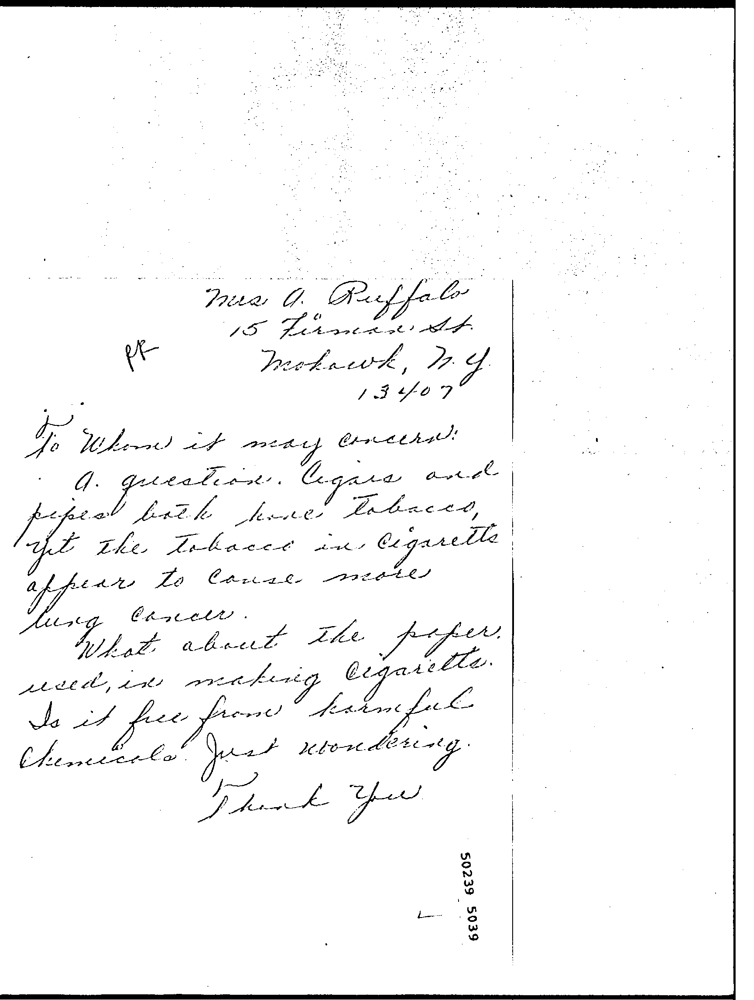 Mrs A. Ruffalo
15 Firman St.
PR
Mohawk, N.Y.
13407
To Whom it may concern:
A. question. Cigars and
pipes both have tobacco,
yet the tobacco in cigaretts
appear to cause more
lung cancer.
What about the paper.
used, in making cigaretts.
Is it free from harmful
Chemicals. Just wondering.
Thank You
50239 5039